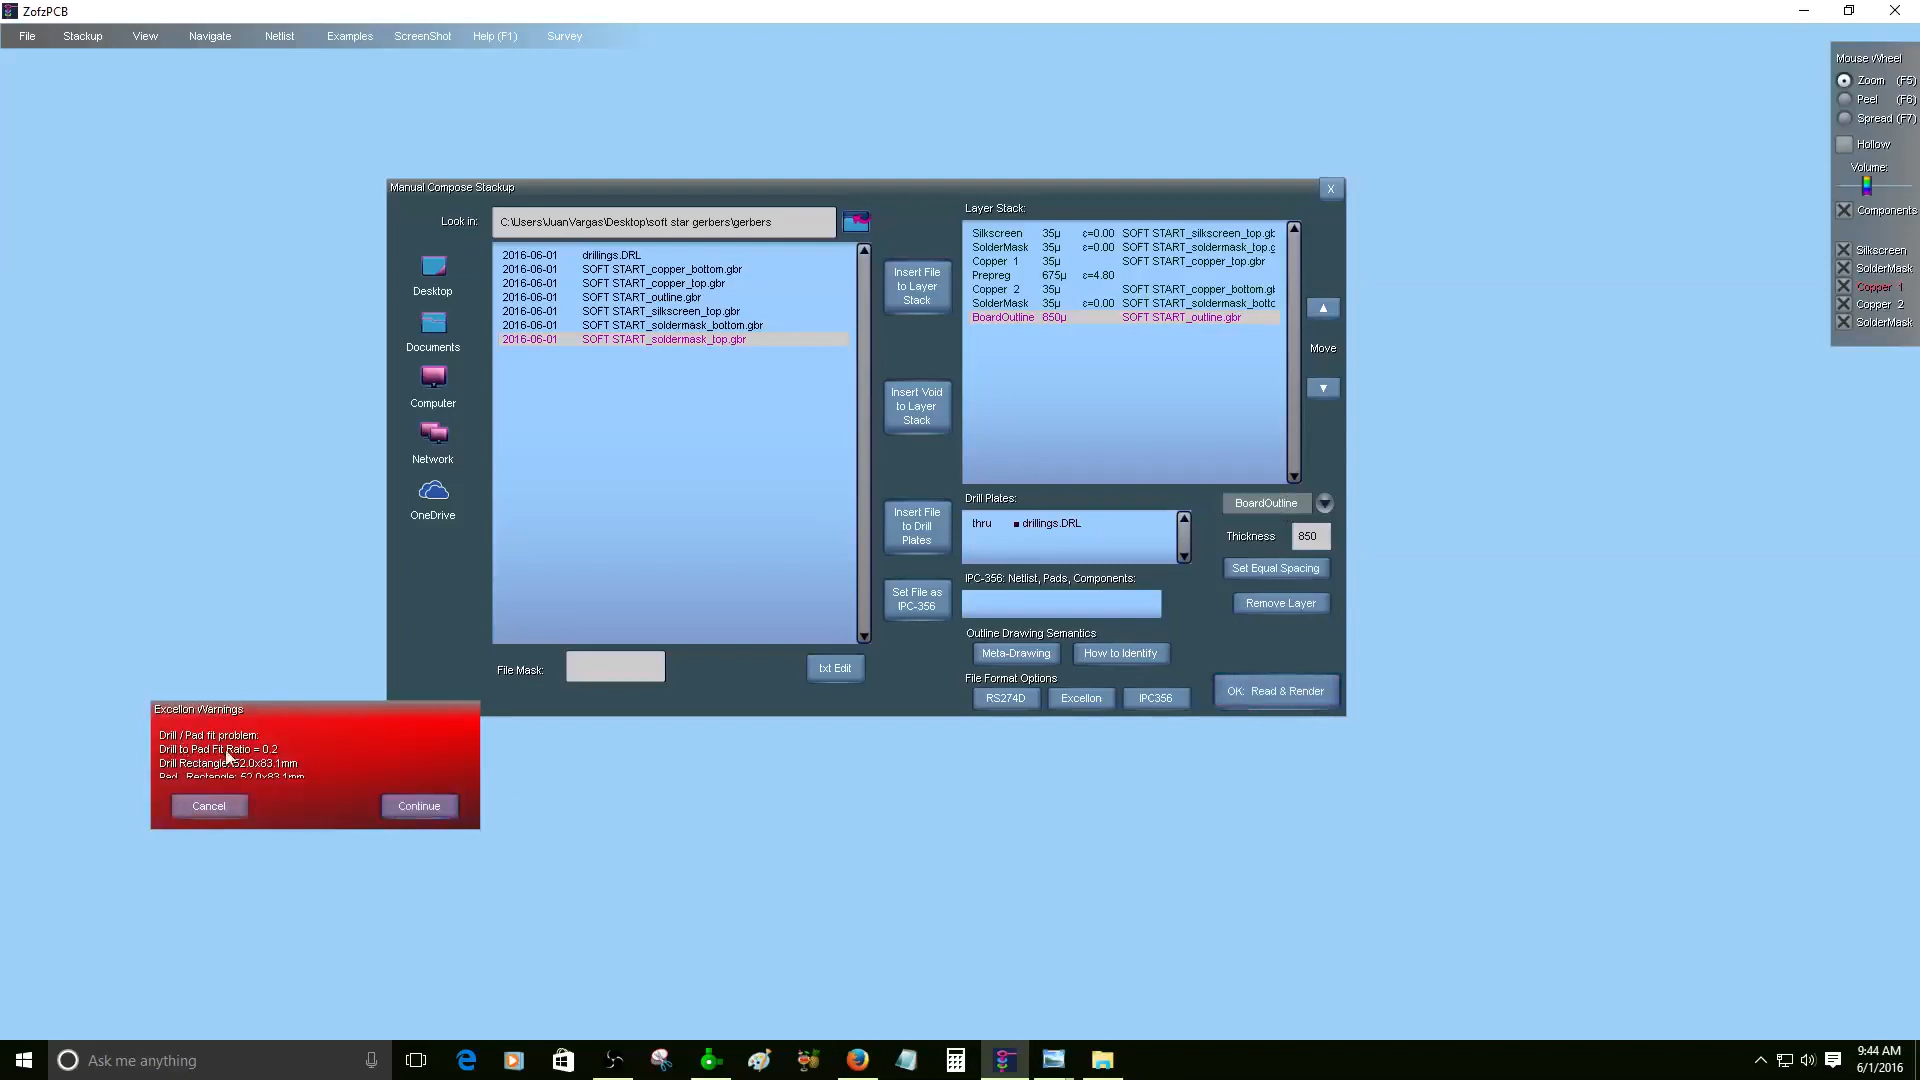 ZofzPCB
File Stackup View Navigate Netlist Examples ScreenShot Help (F1) Survey
Mouse Wheel
Zoom (F5)
Peel (F6)
Spread (F7)
Hollow
Volume:
Components
Silkscreen
SolderMask
Copper 1
Copper 2
SolderMask
Manual Compose Stackup
X
Look in:
C:\Users\JuanVargas\Desktop\soft star gerbers\gerbers
Desktop
Documents
Computer
Network
OneDrive
2016-06-01 drillings.DRL
2016-06-01 SOFT START_copper_bottom.gbr
2016-06-01 SOFT START_copper_top.gbr
2016-06-01 SOFT START_outline.gbr
2016-06-01 SOFT START_silkscreen_top.gbr
2016-06-01 SOFT START_soldermask_bottom.gbr
2016-06-01 SOFT START_soldermask_top.gbr
File Mask:
txt Edit
Insert File
to Layer
Stack
Insert Void
to Layer
Stack
Insert File
to Drill
Plates
Set File as
IPC-356
Layer Stack:
Silkscreen 35µ ε=0.00 SOFT START_silkscreen_top.gb
SolderMask 35µ ε=0.00 SOFT START_soldermask_top.g
Copper 1 35µ SOFT START_copper_top.gbr
Prepreg 675µ ε=4.80
Copper 2 35µ SOFT START_copper_bottom.gb
SolderMask 35µ ε=0.00 SOFT START_soldermask_bottc
BoardOutline 850µ SOFT START_outline.gbr
Move
Drill Plates:
thru ■ drillings.DRL
BoardOutline
Thickness 850
Set Equal Spacing
Remove Layer
IPC-356: Netlist, Pads, Components:
Outline Drawing Semantics
Meta-Drawing How to Identify
File Format Options
RS274D Excellon IPC356
OK: Read & Render
Excellon Warnings
Drill / Pad fit problem:
Drill to Pad Fit Ratio = 0.2
Drill Rectangle: 52.0x83.1mm
Pad Rectangle: 52.0x83.1mm
Cancel Continue
Ask me anything
9:44 AM
6/1/2016